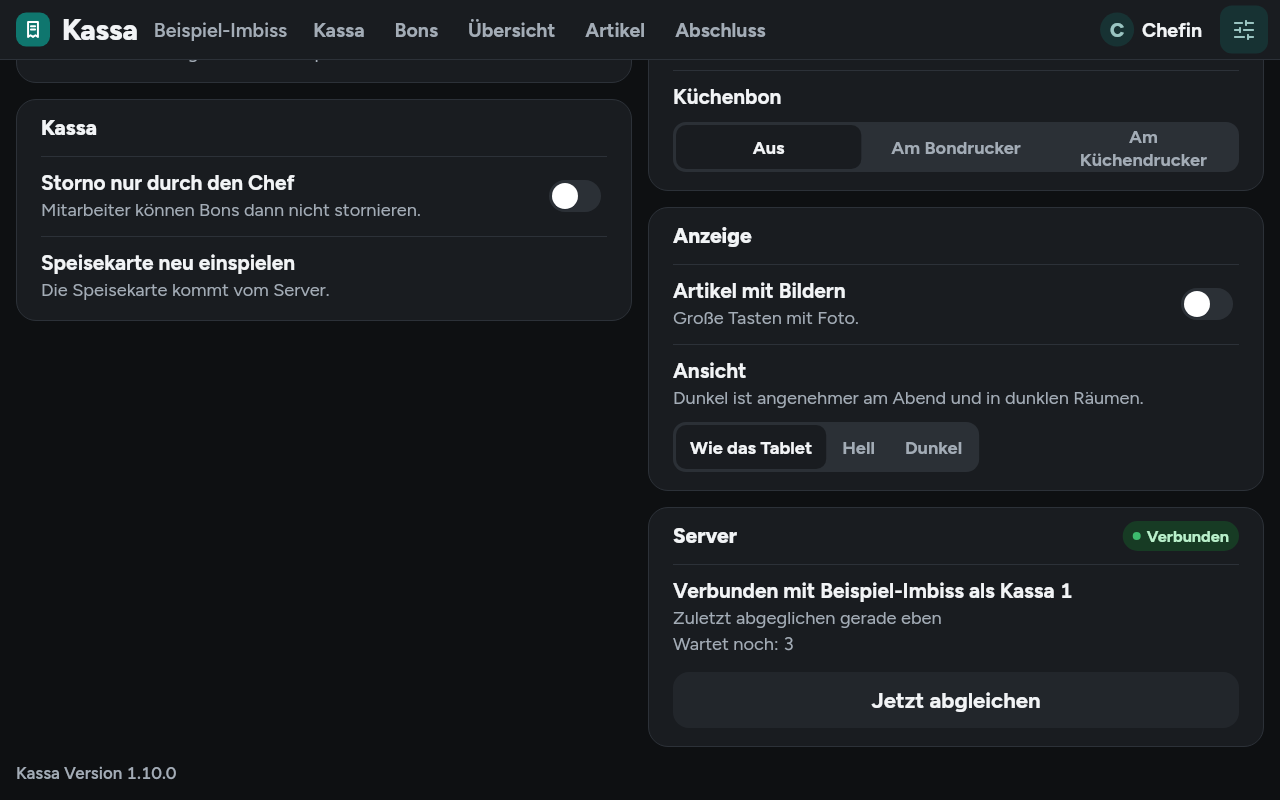 Kassa Beispiel-Imbiss Kassa Bons Übersicht Artikel Abschluss C Chefin
Kassa
Storno nur durch den Chef
Mitarbeiter können Bons dann nicht stornieren.
Speisekarte neu einspielen
Die Speisekarte kommt vom Server.
Küchenbon
Aus Am Bondrucker Am
Küchendrucker
Anzeige
Artikel mit Bildern
Große Tasten mit Foto.
Ansicht
Dunkel ist angenehmer am Abend und in dunklen Räumen.
Wie das Tablet Hell Dunkel
Server Verbunden
Verbunden mit Beispiel-Imbiss als Kassa 1
Zuletzt abgeglichen gerade eben
Wartet noch: 3
Jetzt abgleichen
Kassa Version 1.10.0